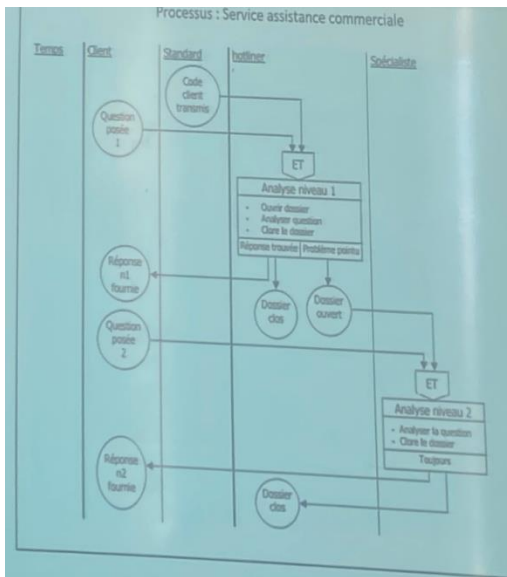 Processus : Service assistance commerciale
Temps
Client
Standard
hotliner
Spécialiste
Code
client
transmis
Question
posée
1
ET
Analyse niveau 1
• Ouvrir dossier
• Analyser question
• Clore le dossier
Réponse trouvée
Problème pointu
Réponse
n1
fournie
Dossier
clos
Dossier
ouvert
Question
posée
2
ET
Analyse niveau 2
• Analyser la question
• Clore le dossier
Toujours
Réponse
n2
fournie
Dossier
clos